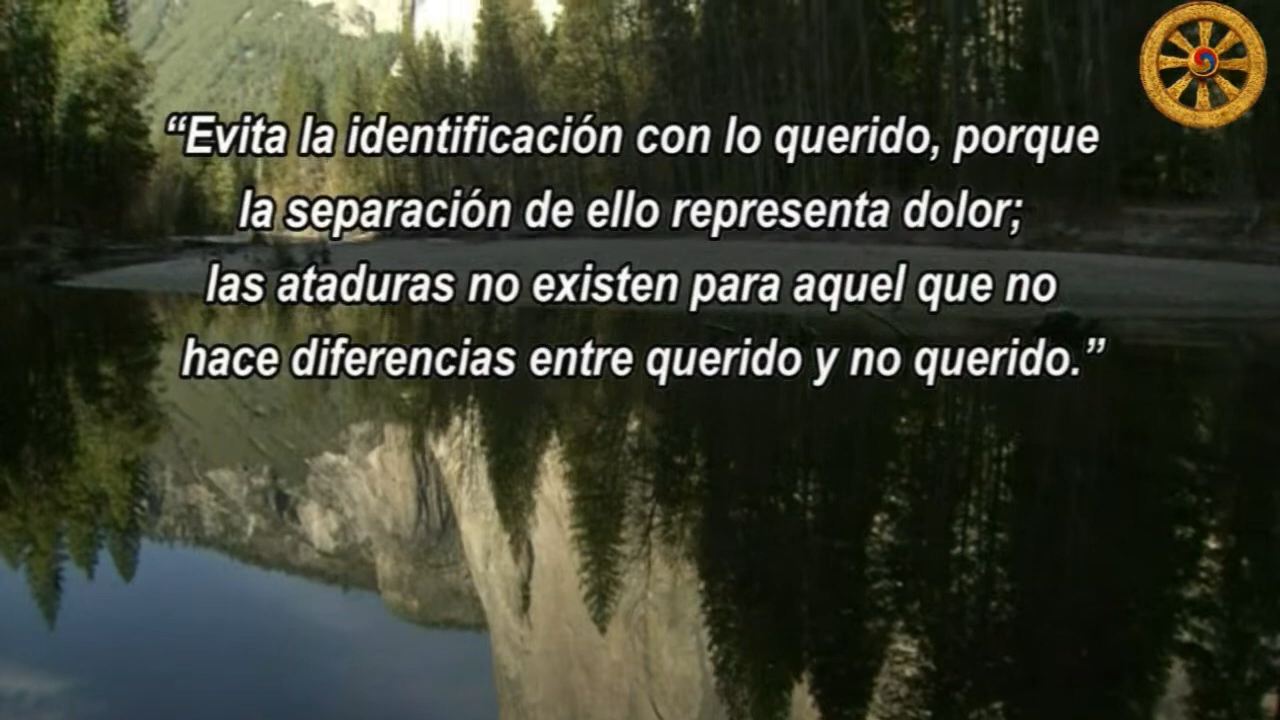 “Evita la identificación con lo querido, porque
la separación de ello representa dolor;
las ataduras no existen para aquel que no
hace diferencias entre querido y no querido.”